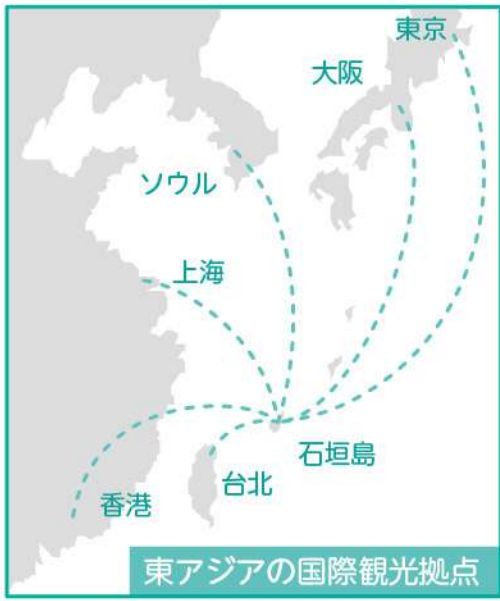 東京
大阪
ソウル
上海
石垣島
台北
香港
東アジアの国際観光拠点